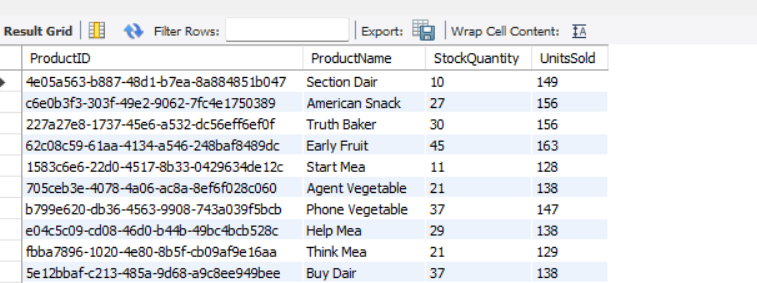 Result Grid Filter Rows: Export: Wrap Cell Content:
ProductID ProductName StockQuantity UnitsSold
4e05a563-b887-48d1-b7ea-8a884851b047 Section Dair 10 149
c6e0b3f3-303f-49e2-9062-7fc4e1750389 American Snack 27 156
227a27e8-1737-45e6-a532-dc56eff6ef0f Truth Baker 30 156
62c08c59-61aa-4134-a546-248baf8489dc Early Fruit 45 163
1583c6e6-22d0-4517-8b33-0429634de12c Start Mea 11 128
705ceb3e-4078-4a06-ac8a-8ef6f028c060 Agent Vegetable 21 138
b799e620-db36-4563-9908-743a039f5bcb Phone Vegetable 37 147
e04c5c09-cd08-46d0-b44b-49bc4bcb528c Help Mea 29 138
fbba7896-1020-4e80-8b5f-cb09af9e16aa Think Mea 21 129
5e12bbaf-c213-485a-9d68-a9c8ee949bee Buy Dair 37 138